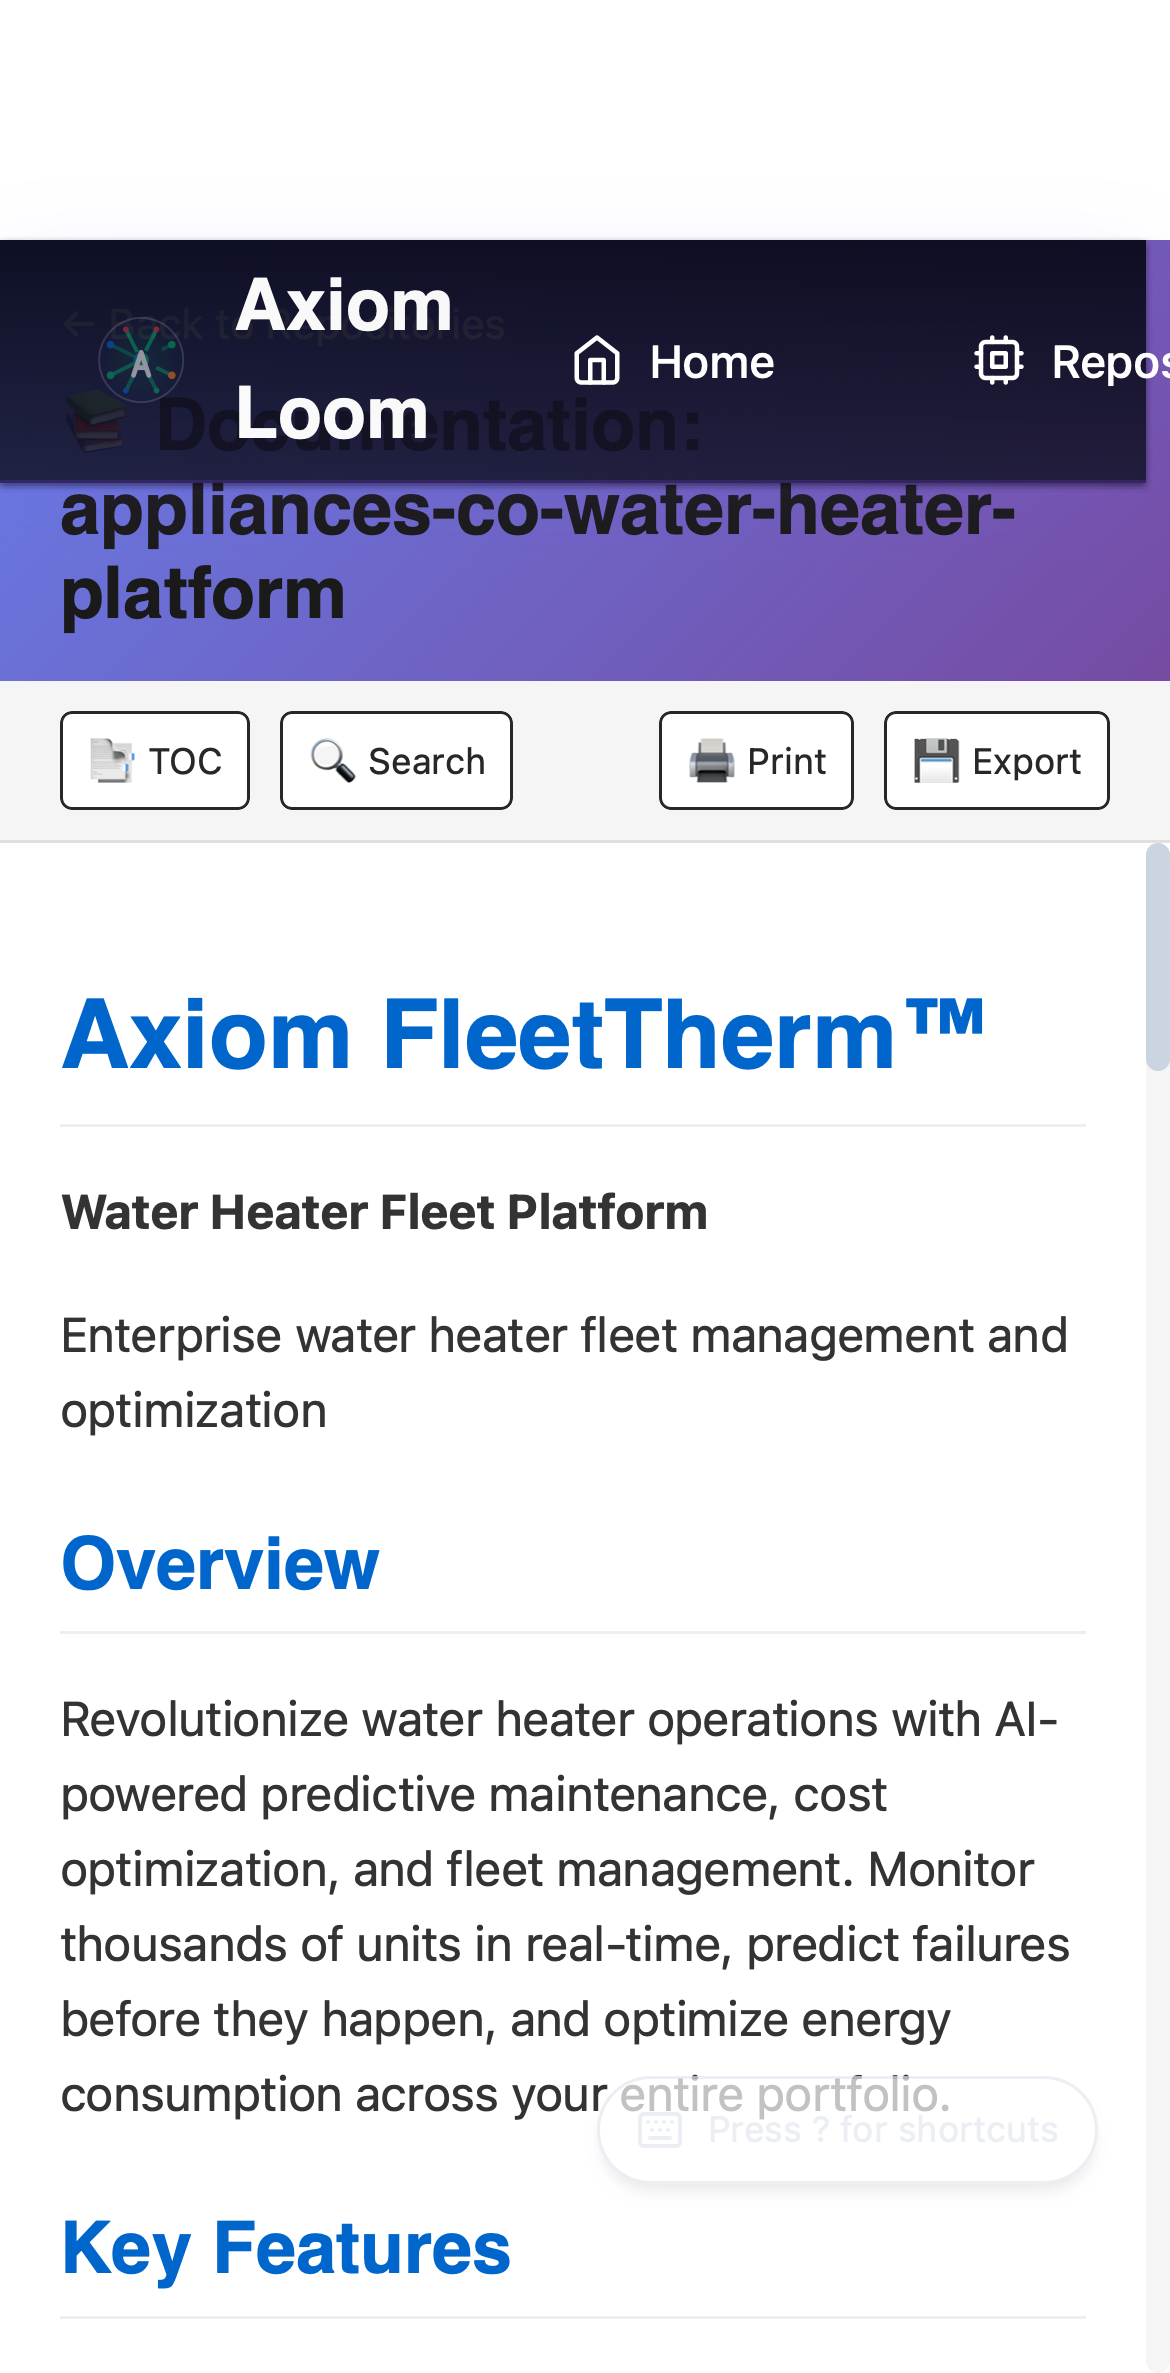 Axiom
Loom
Home
Repos
← Back to Repositories
Documentation:
appliances-co-water-heater-
platform
TOC
Search
Print
Export
Axiom FleetTherm™
Water Heater Fleet Platform
Enterprise water heater fleet management and
optimization
Overview
Revolutionize water heater operations with AI-
powered predictive maintenance, cost
optimization, and fleet management. Monitor
thousands of units in real-time, predict failures
before they happen, and optimize energy
consumption across your entire portfolio.
Press ? for shortcuts
Key Features